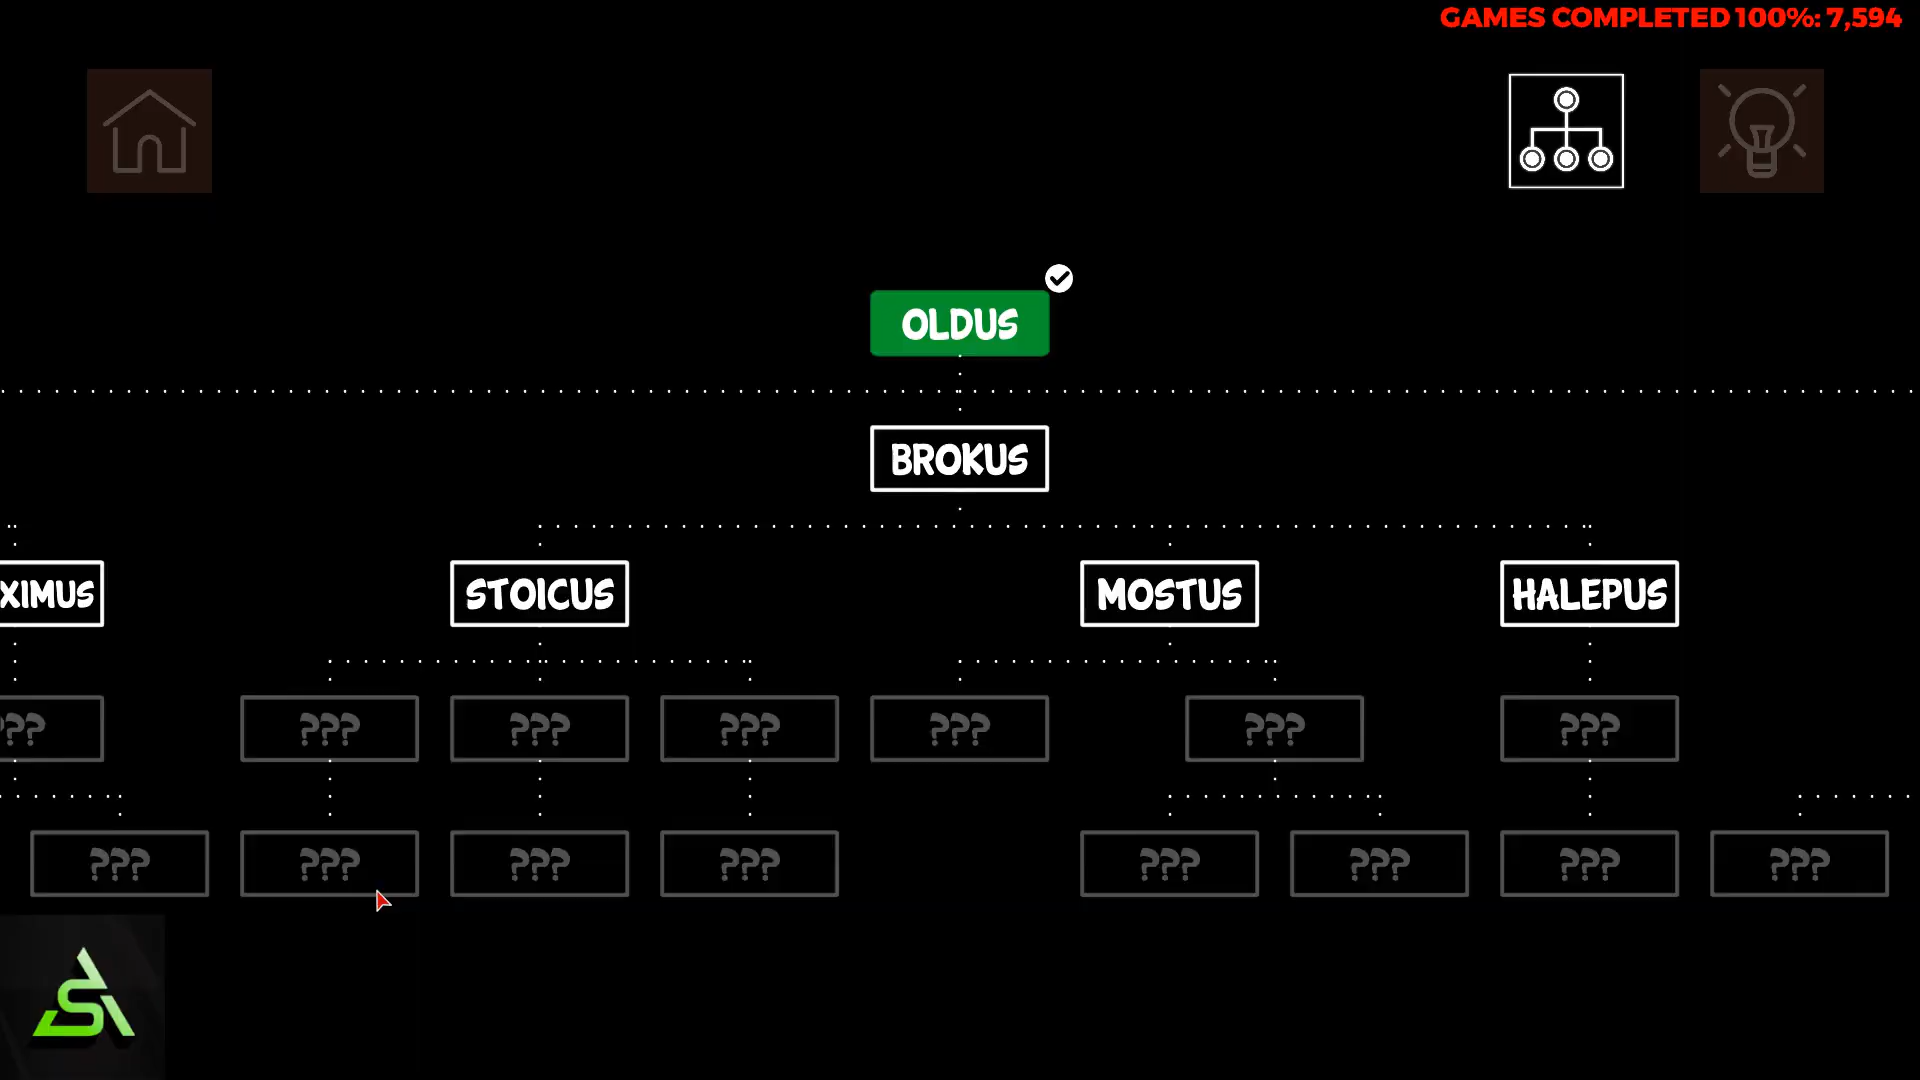 GAMES COMPLETED 100%: 7,594
OLDUS
BROKUS
XIMUS STOICUS MOSTUS HALEPUS
??? ??? ??? ??? ??? ??? ???
??? ??? ??? ??? ??? ??? ??? ???